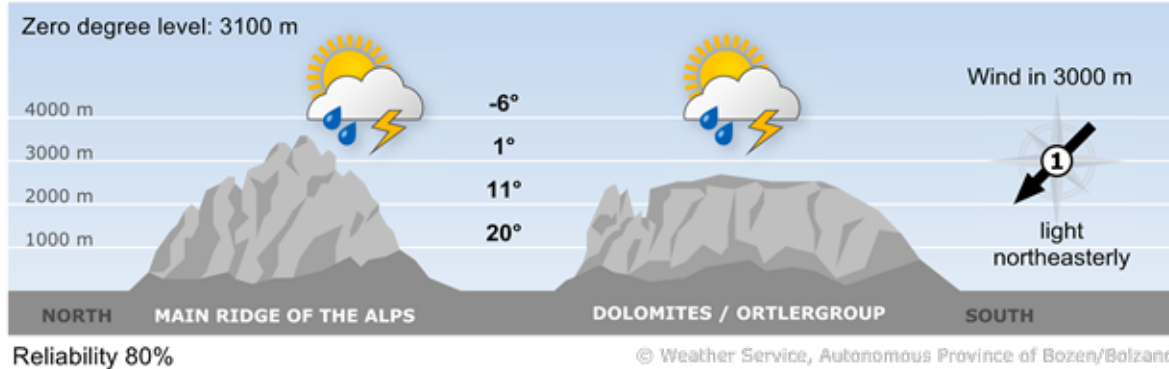 Zero degree level: 3100 m
Wind in 3000 m
4000 m
-6°
3000 m
1°
1
2000 m
11°
1000 m
20°
light
northeasterly
NORTH MAIN RIDGE OF THE ALPS DOLOMITES / ORTLERGROUP SOUTH
Reliability 80%
© Weather Service, Autonomous Province of Bozen/Bolzano